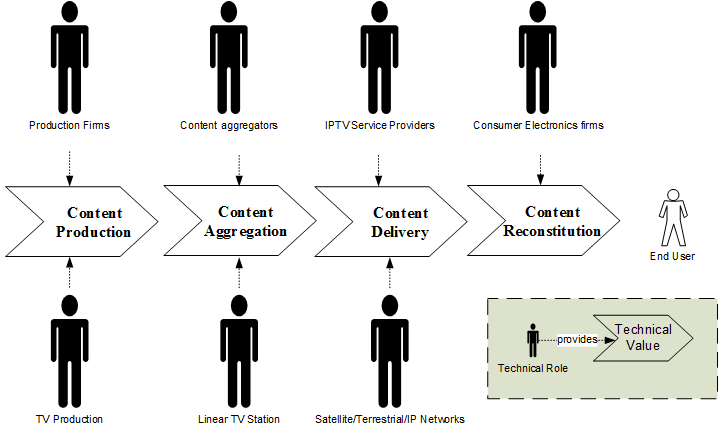 Production Firms
Content aggregators
IPTV Service Providers
Consumer Electronics firms
Content
Production
Content
Aggregation
Content
Delivery
Content
Reconstitution
End User
TV Production
Linear TV Station
Satellite/Terrestrial/IP Networks
provides
Technical
Value
Technical Role